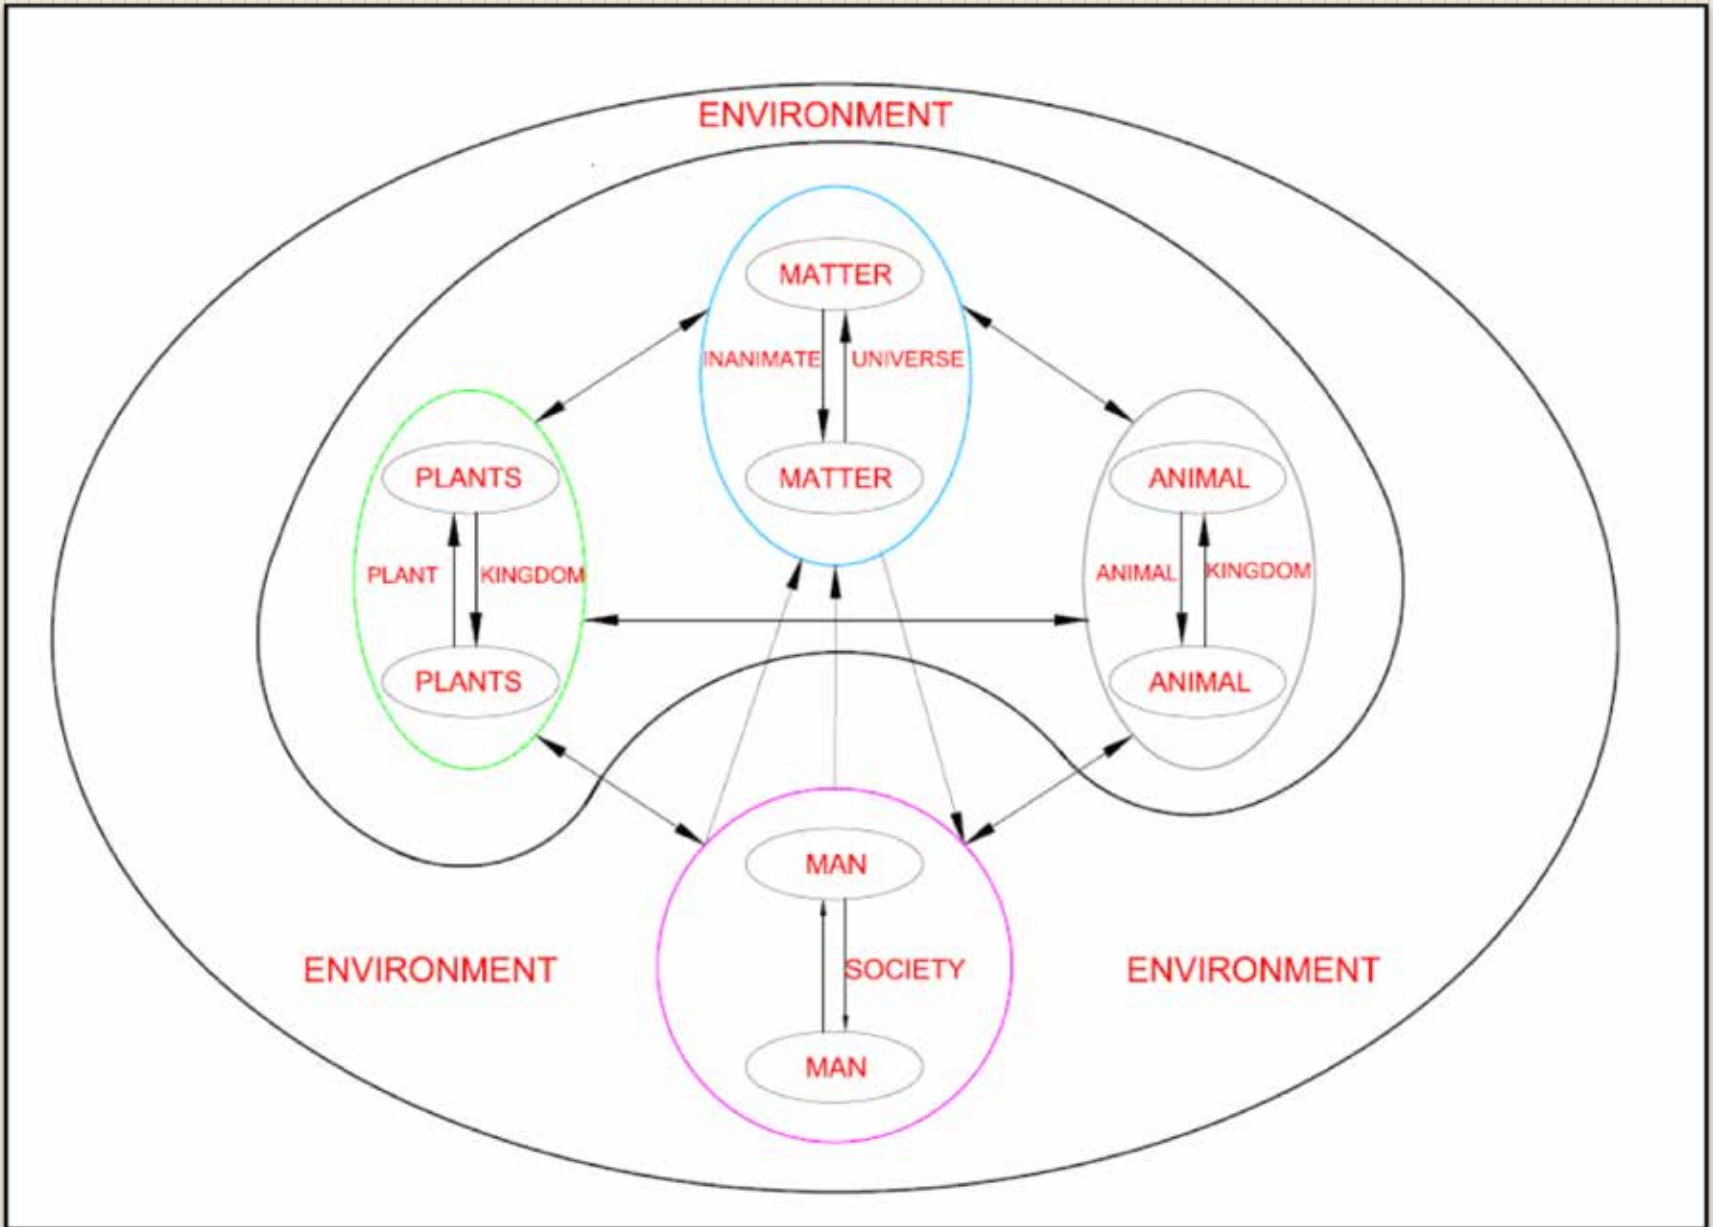 ENVIRONMENT
MATTER
INANIMATE UNIVERSE
MATTER
PLANTS
PLANT KINGDOM
PLANTS
ANIMAL
ANIMAL KINGDOM
ANIMAL
MAN
SOCIETY
MAN
ENVIRONMENT
ENVIRONMENT